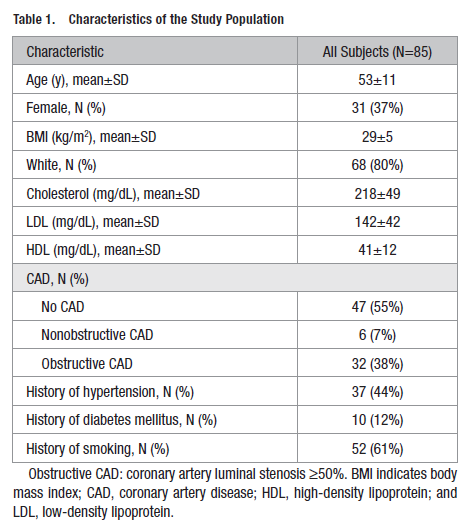 Table 1. Characteristics of the Study Population
Characteristic All Subjects (N=85)
Age (y), mean±SD 53±11
Female, N (%) 31 (37%)
BMI (kg/m²), mean±SD 29±5
White, N (%) 68 (80%)
Cholesterol (mg/dL), mean±SD 218±49
LDL (mg/dL), mean±SD 142±42
HDL (mg/dL), mean±SD 41±12
CAD, N (%)
No CAD 47 (55%)
Nonobstructive CAD 6 (7%)
Obstructive CAD 32 (38%)
History of hypertension, N (%) 37 (44%)
History of diabetes mellitus, N (%) 10 (12%)
History of smoking, N (%) 52 (61%)
Obstructive CAD: coronary artery luminal stenosis ≥50%. BMI indicates body
mass index; CAD, coronary artery disease; HDL, high-density lipoprotein; and
LDL, low-density lipoprotein.